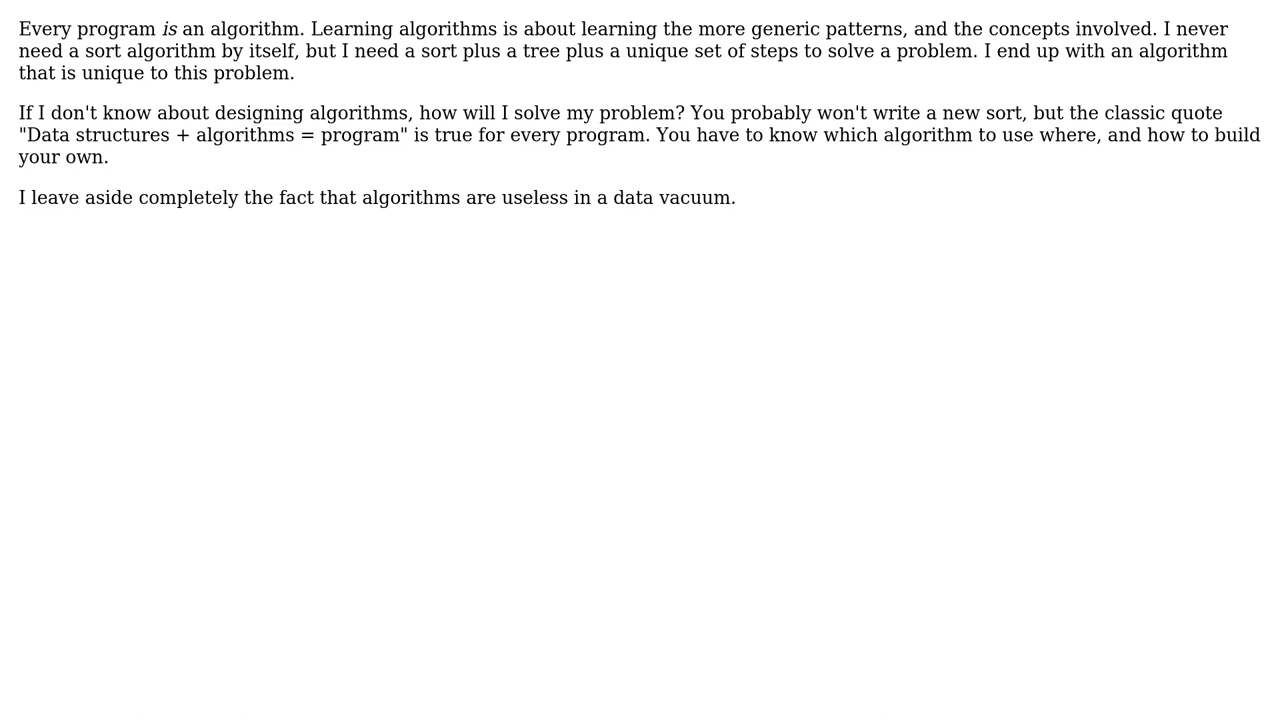 Every program is an algorithm. Learning algorithms is about learning the more generic patterns, and the concepts involved. I never
need a sort algorithm by itself, but I need a sort plus a tree plus a unique set of steps to solve a problem. I end up with an algorithm
that is unique to this problem.
If I don't know about designing algorithms, how will I solve my problem? You probably won't write a new sort, but the classic quote
"Data structures + algorithms = program" is true for every program. You have to know which algorithm to use where, and how to build
your own.
I leave aside completely the fact that algorithms are useless in a data vacuum.